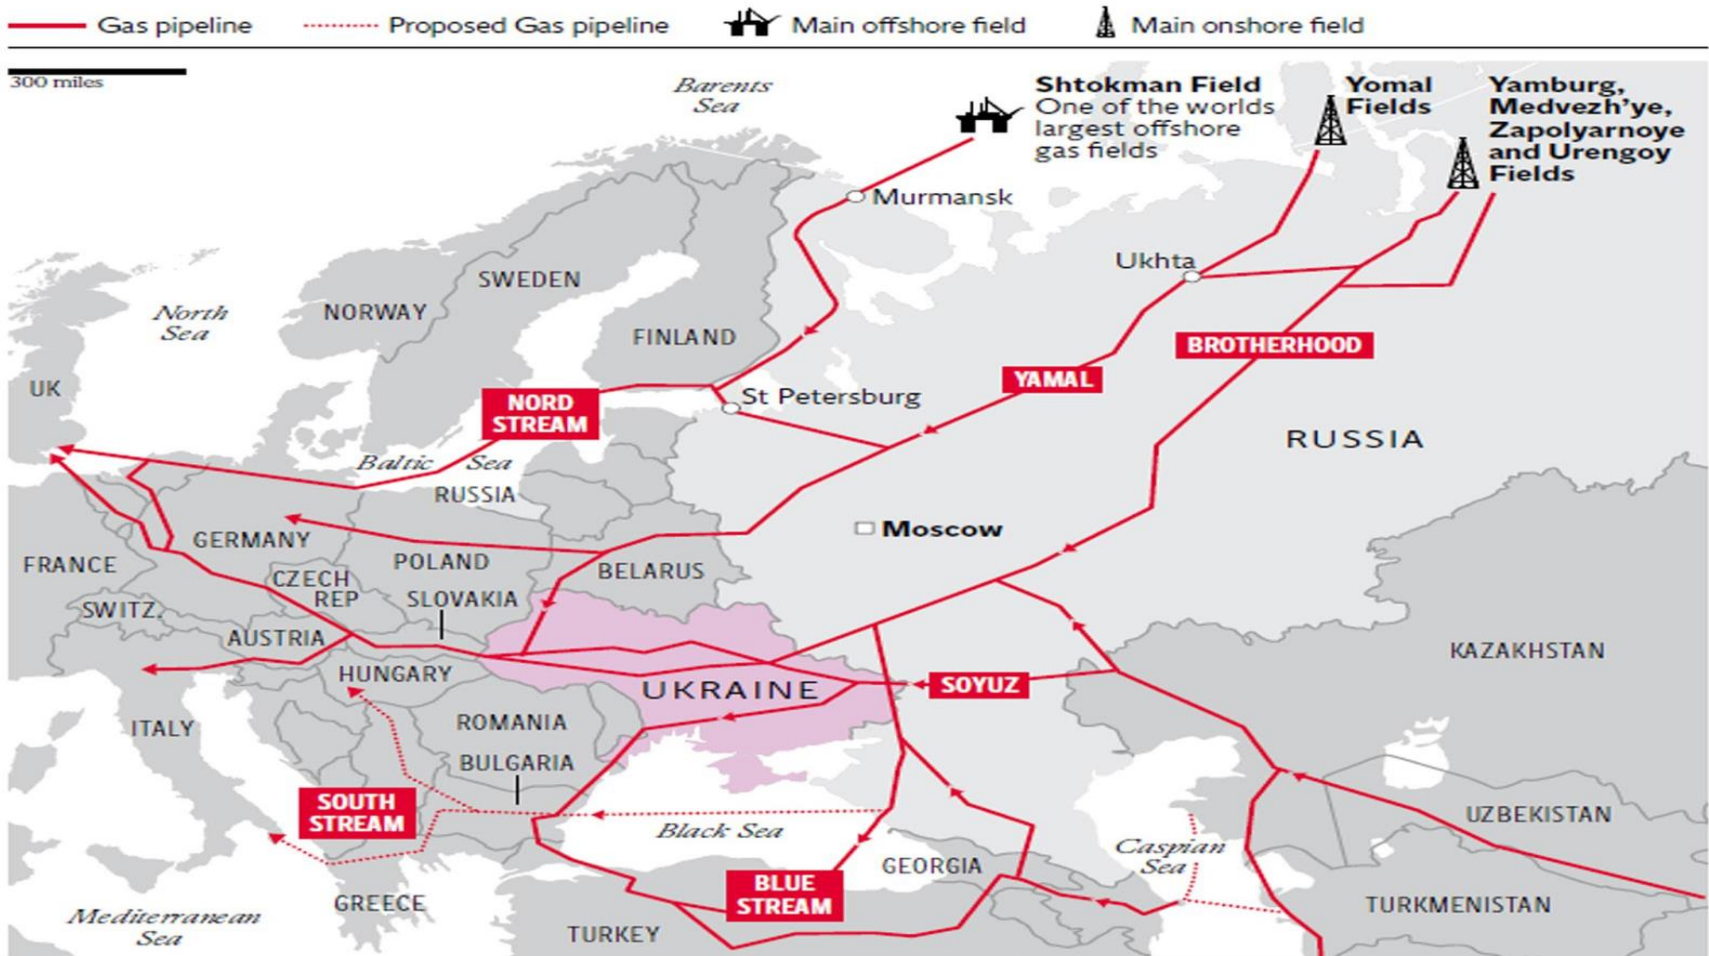 Gas pipeline
Proposed Gas pipeline
Main offshore field
Main onshore field
300 miles
Barents
Sea
Shtokman Field
One of the worlds
largest offshore
gas fields
Yomal
Fields
Yamburg,
Medvezh'ye,
Zapolyarnoye
and Urengoy
Fields
Murmansk
Ukhta
SWEDEN
NORWAY
North
Sea
FINLAND
BROTHERHOOD
YAMAL
UK
NORD
STREAM
St Petersburg
RUSSIA
Baltic Sea
RUSSIA
Moscow
GERMANY
POLAND
FRANCE
BELARUS
CZECH
REP
SLOVAKIA
SWITZ.
AUSTRIA
KAZAKHSTAN
HUNGARY
UKRAINE
SOYUZ
ITALY
ROMANIA
BULGARIA
SOUTH
STREAM
Black Sea
UZBEKISTAN
Caspian
Sea
GEORGIA
BLUE
STREAM
GREECE
TURKMENISTAN
Mediterranean
Sea
TURKEY